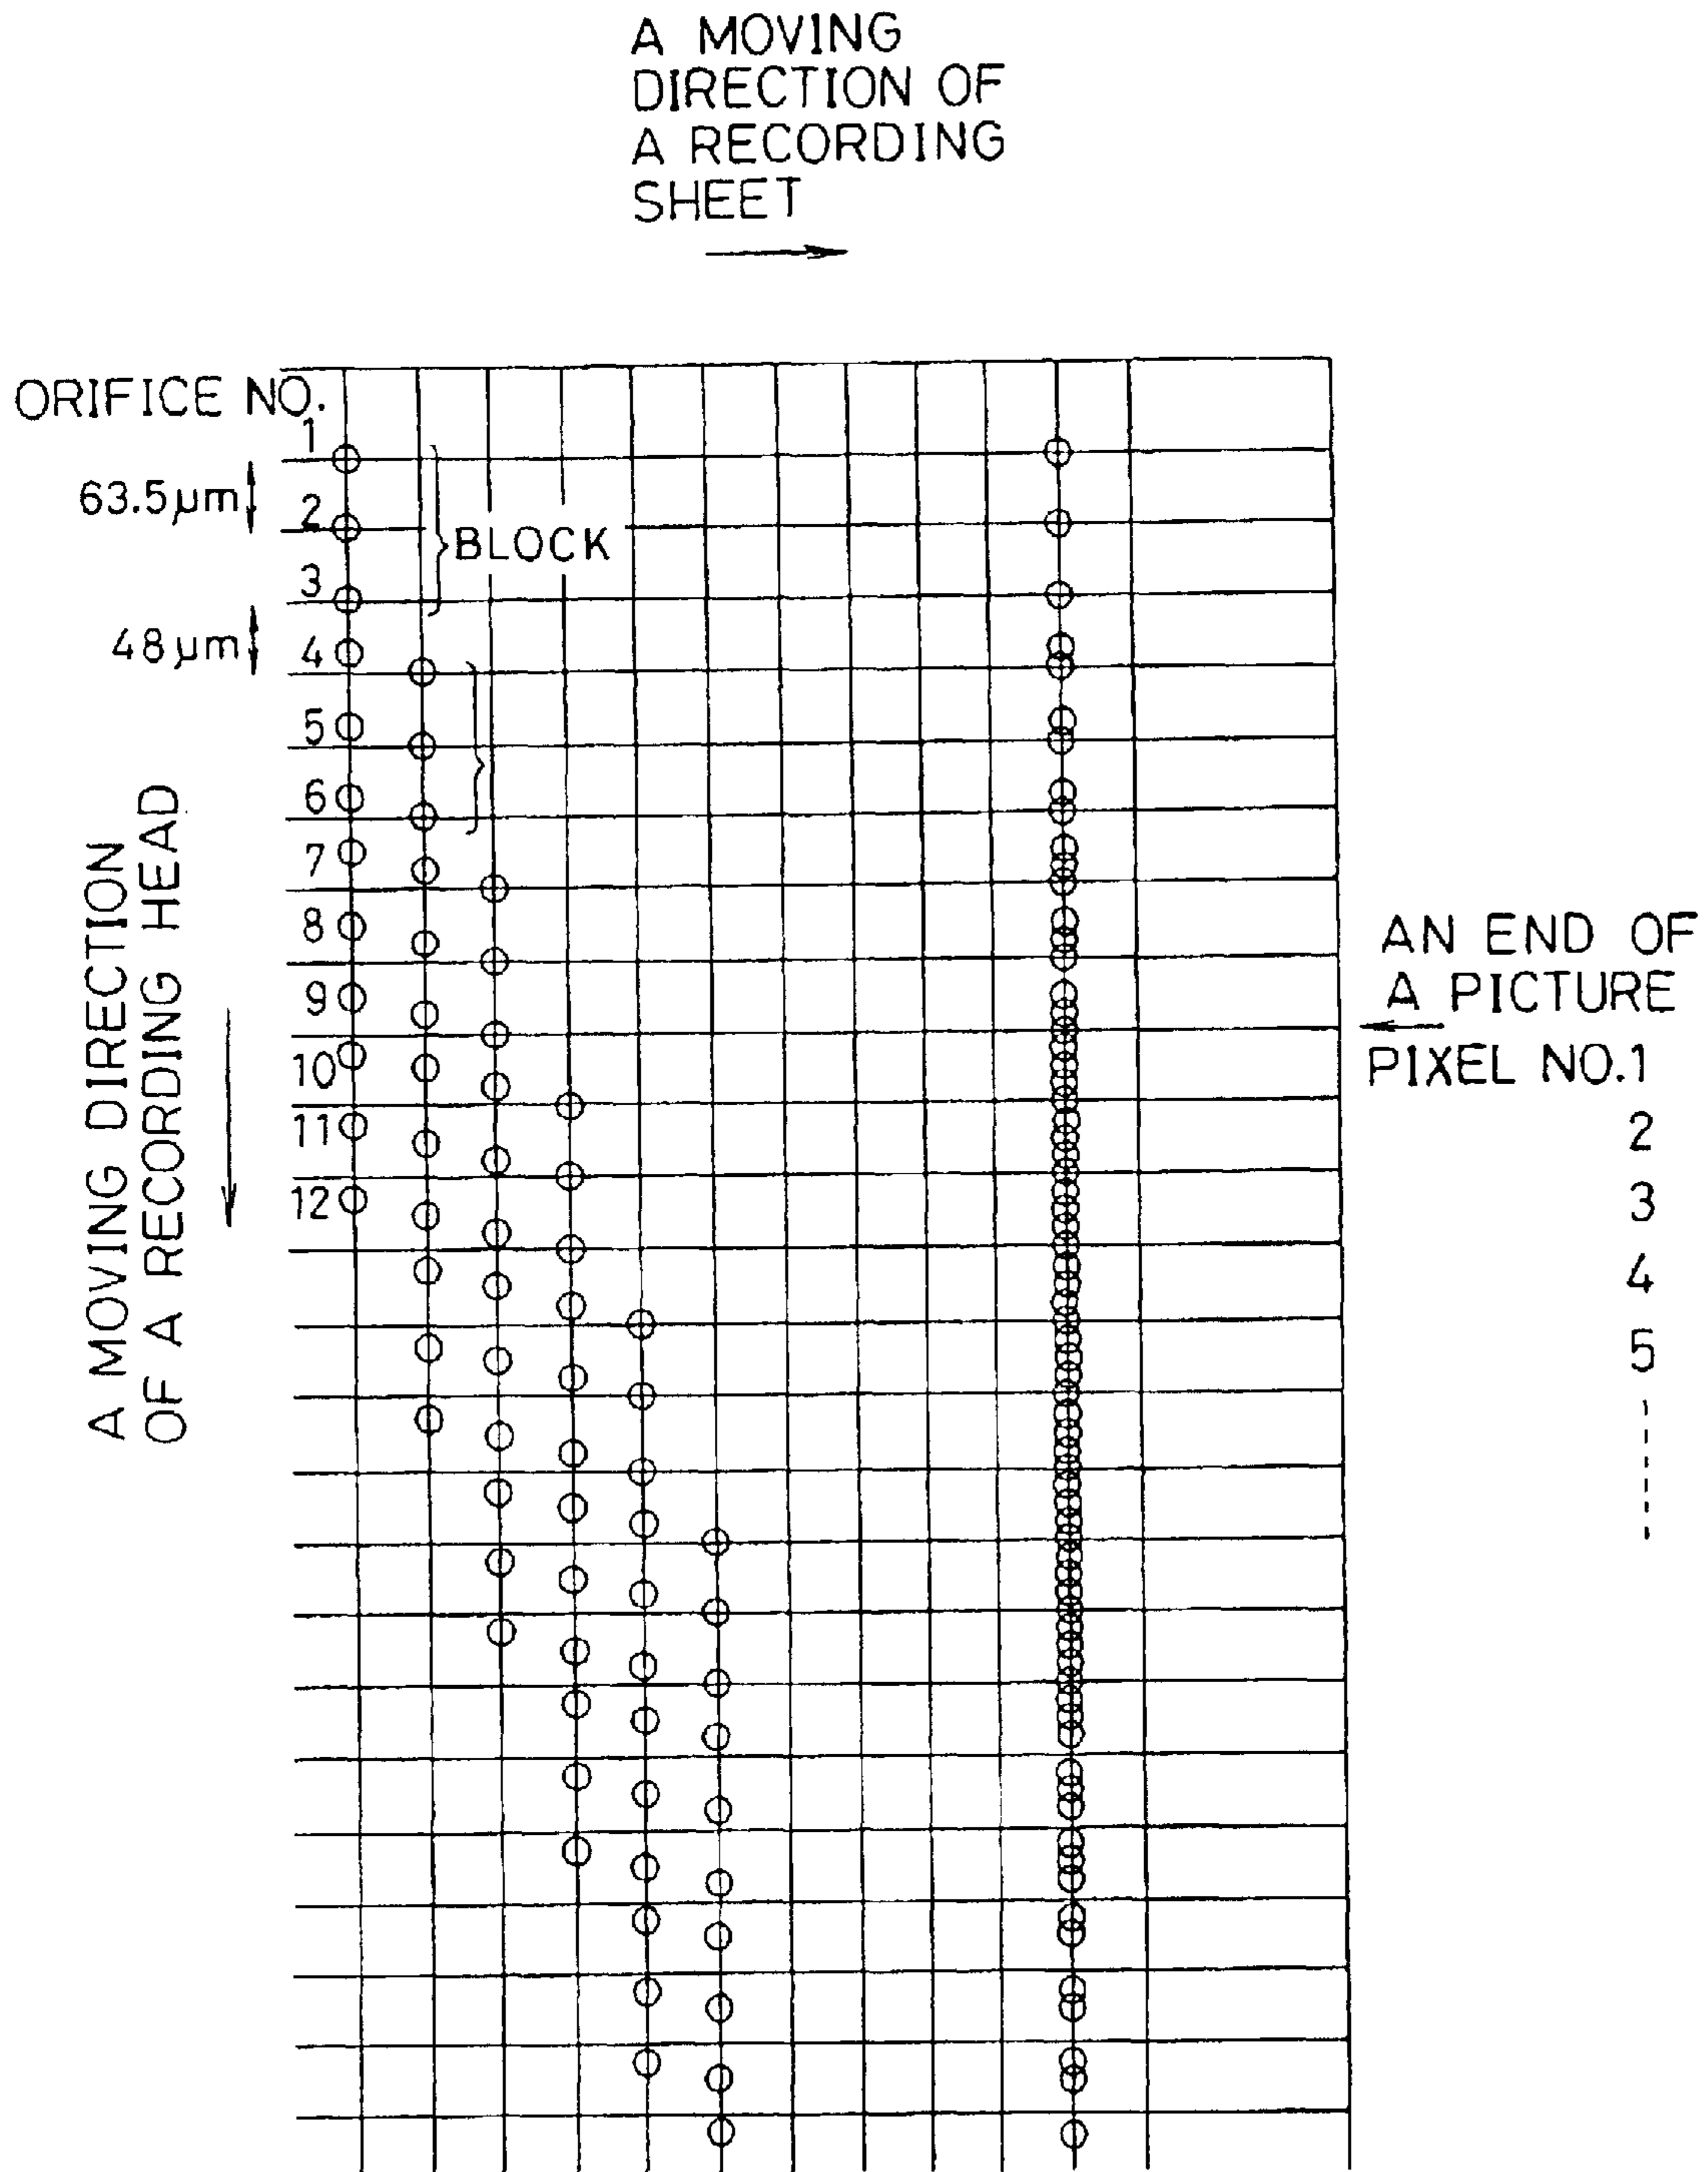 A MOVING
DIRECTION OF
A RECORDING
SHEET
ORIFICE NO.
1
63.5μm
2
BLOCK
3
48μm
4
5
6
7
8
9
10
11
12
A MOVING DIRECTION
OF A RECORDING HEAD
AN END OF
A PICTURE
PIXEL NO.1
2
3
4
5